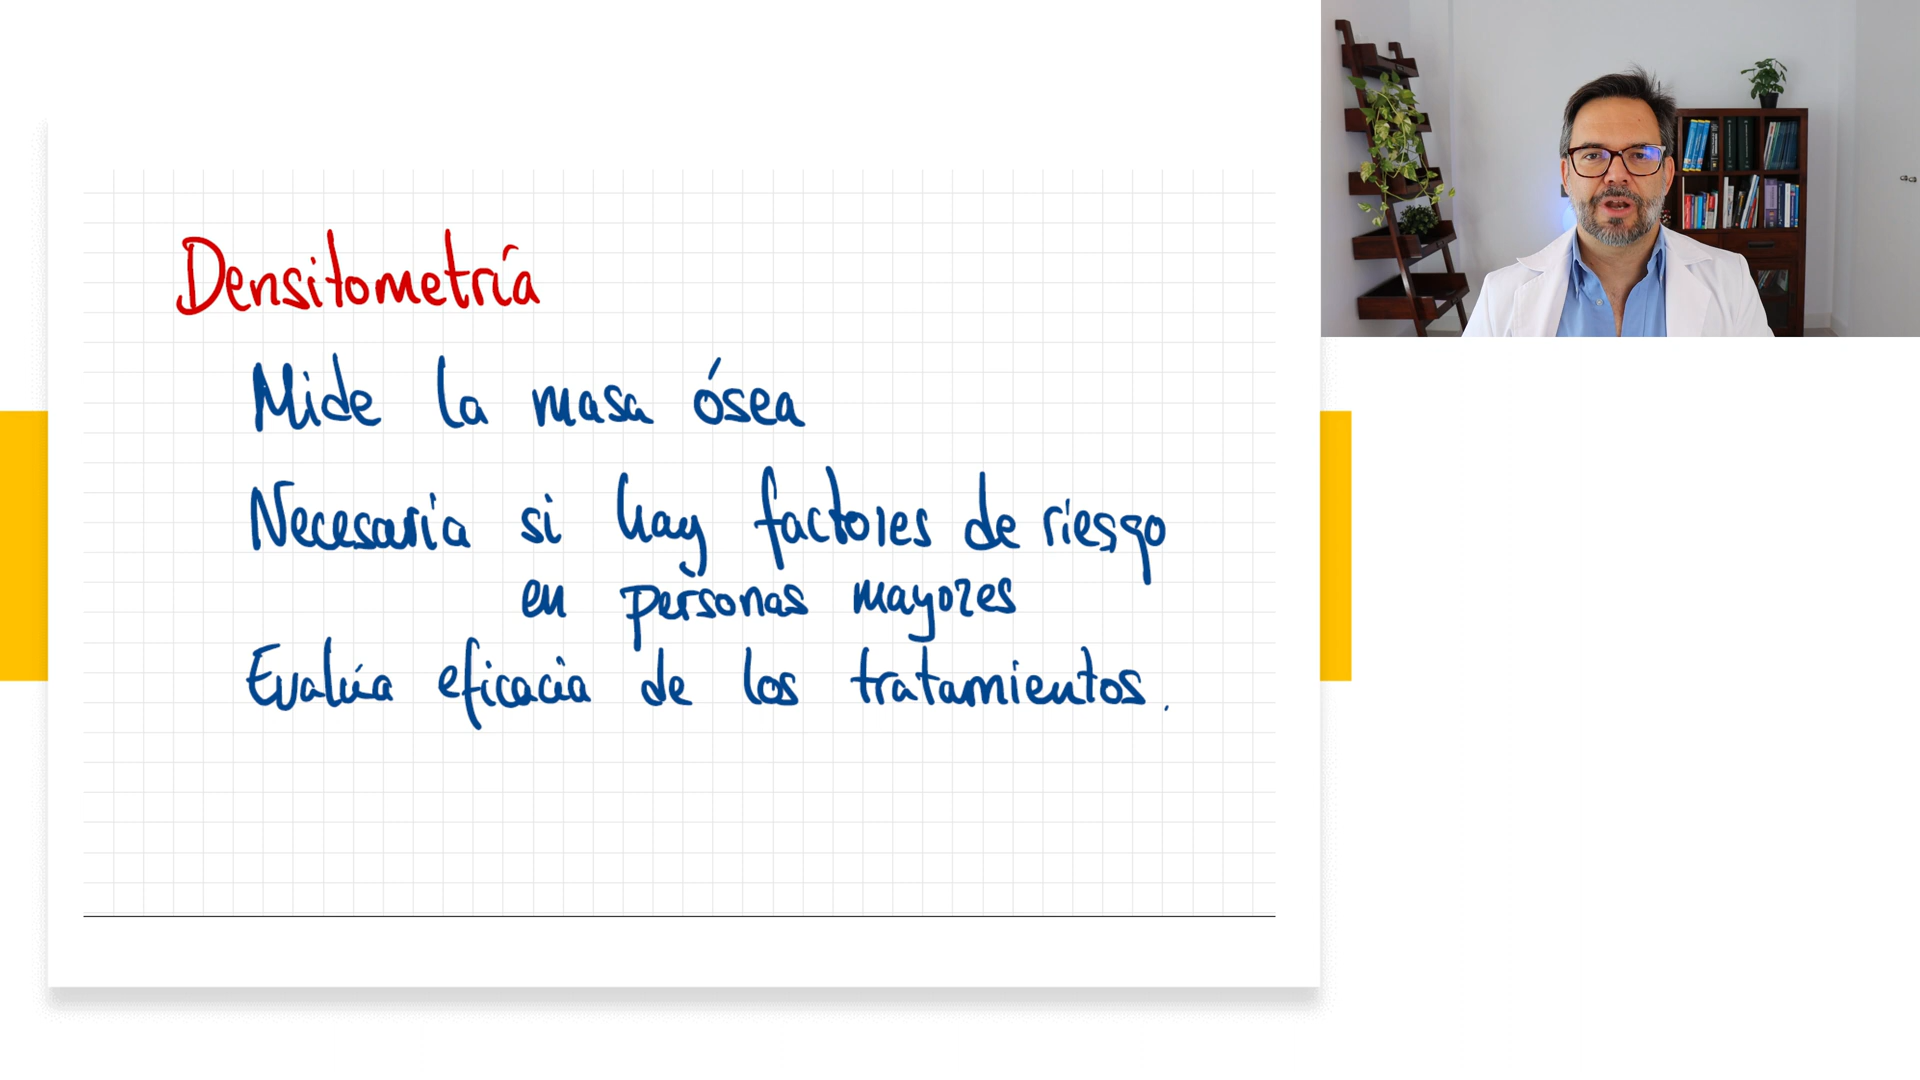 Densitometría
Mide la masa ósea
Necesaria si hay factores de riesgo
en personas mayores
Evalúa eficacia de los tratamientos.